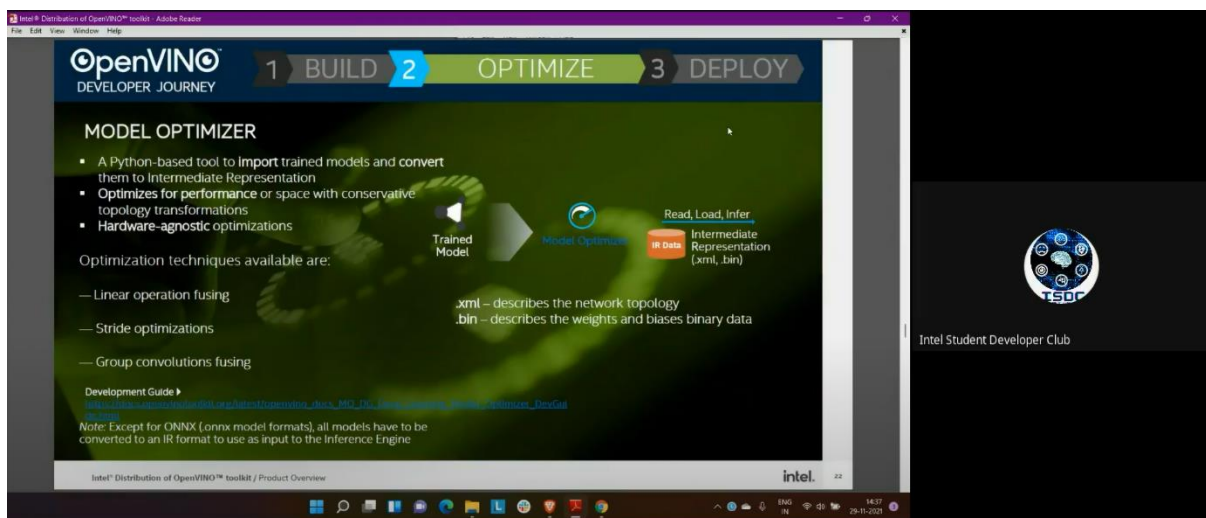 Intel® Distribution of OpenVINO™ toolkit - Adobe Reader
File Edit View Window Help
OpenVINO™
DEVELOPER JOURNEY
1 BUILD 2 OPTIMIZE 3 DEPLOY
MODEL OPTIMIZER
▪ A Python-based tool to import trained models and convert
them to Intermediate Representation
▪ Optimizes for performance or space with conservative
topology transformations
▪ Hardware-agnostic optimizations
Optimization techniques available are:
— Linear operation fusing
— Stride optimizations
— Group convolutions fusing
Trained
Model
Model Optimizer
Read, Load, Infer
IR Data
Intermediate
Representation
(.xml, .bin)
.xml – describes the network topology
.bin – describes the weights and biases binary data
Development Guide
Note: Except for ONNX (.onnx model formats), all models have to be
converted to an IR format to use as input to the Inference Engine
Intel® Distribution of OpenVINO™ toolkit / Product Overview
intel. 22
ISDC
Intel Student Developer Club
ENG
IN
14:37
29-11-2021